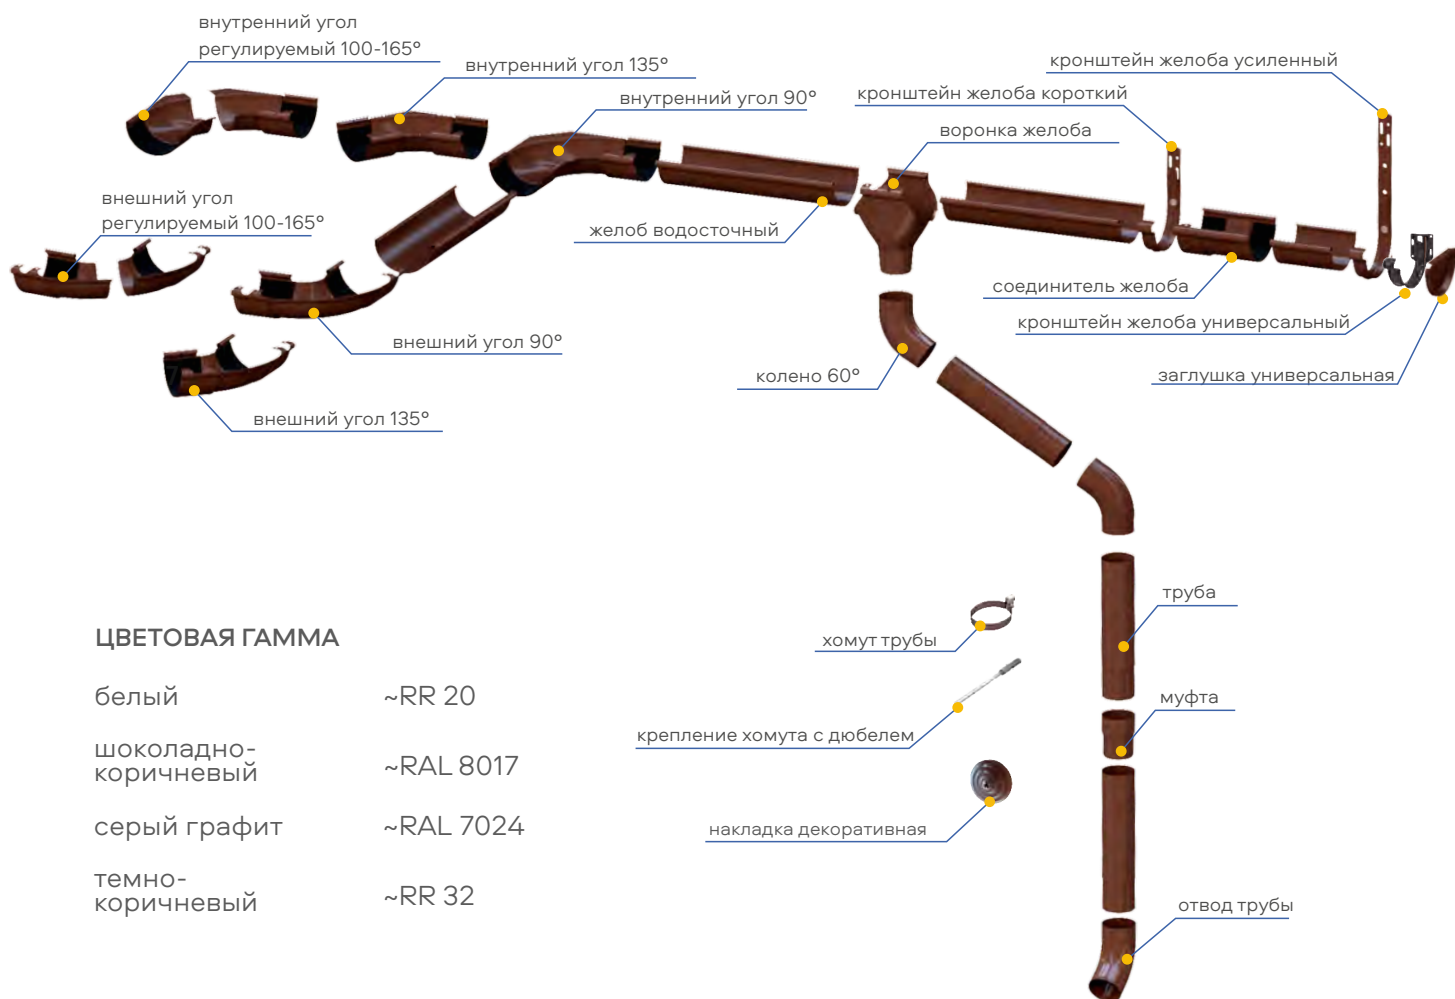 внутренний угол
регулируемый 100-165°
внутренний угол 135°
внутренний угол 90°
кронштейн желоба усиленный
кронштейн желоба короткий
воронка желоба
внешний угол
регулируемый 100-165°
желоб водосточный
соединитель желоба
кронштейн желоба универсальный
внешний угол 90°
колено 60°
заглушка универсальная
внешний угол 135°
труба
хомут трубы
муфта
крепление хомута с дюбелем
накладка декоративная
отвод трубы
ЦВЕТОВАЯ ГАММА
белый ~RR 20
шоколадно-
коричневый ~RAL 8017
серый графит ~RAL 7024
темно-
коричневый ~RR 32